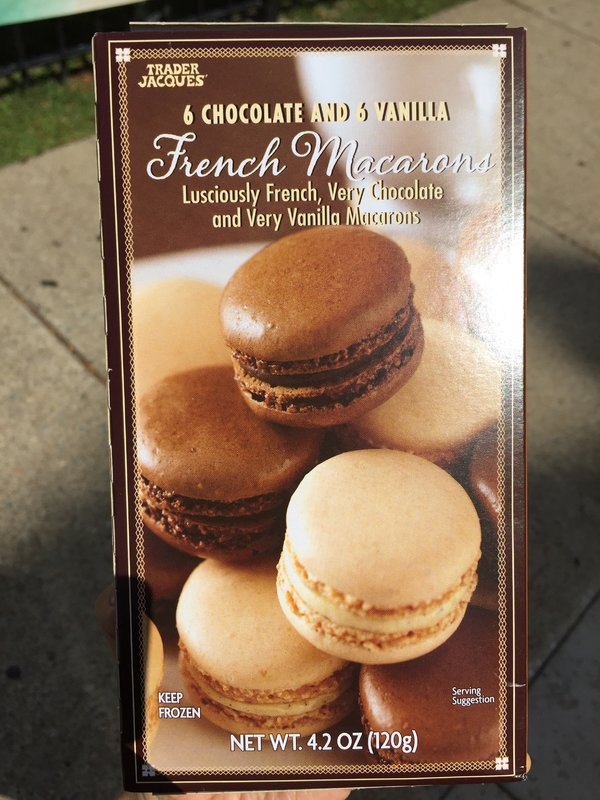 TRADER
JACQUES'
6 CHOCOLATE AND 6 VANILLA
French Macarons
Lusciously French, Very Chocolate
and Very Vanilla Macarons
KEEP
FROZEN
Serving
Suggestion
NET WT. 4.2 OZ (120g)